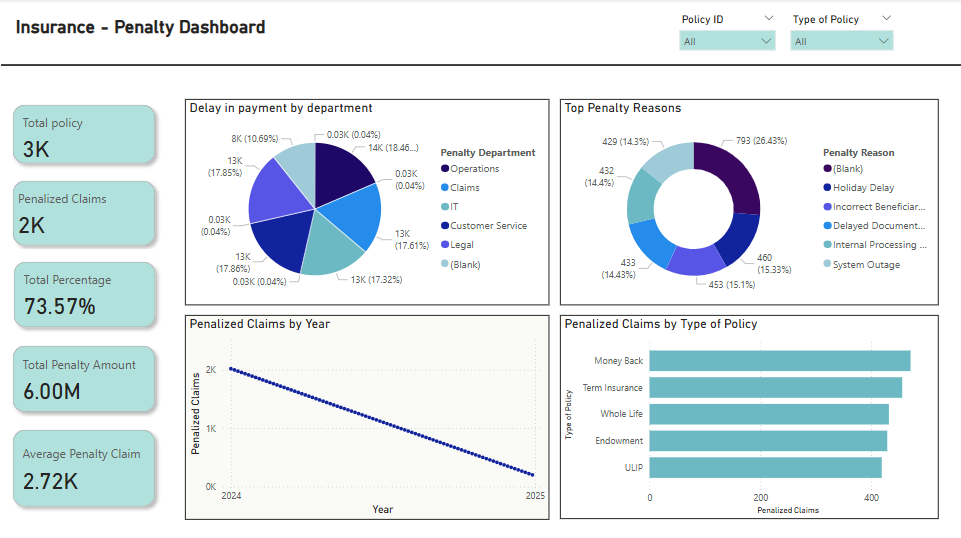 Insurance - Penalty Dashboard
Policy ID
All
Type of Policy
All
Total policy
3K
Penalized Claims
2K
Total Percentage
73.57%
Total Penalty Amount
6.00M
Average Penalty Claim
2.72K
Delay in payment by department
0.03K (0.04%)
14K (18.46...)
0.03K
(0.04%)
13K
(17.61%)
13K (17.32%)
0.03K (0.04%)
13K
(17.86%)
0.03K
(0.04%)
13K
(17.85%)
8K (10.69%)
Penalty Department
Operations
Claims
IT
Customer Service
Legal
(Blank)
Top Penalty Reasons
793 (26.43%)
460
(15.33%)
453 (15.1%)
433
(14.43%)
432
(14.4%)
429 (14.3%)
Penalty Reason
(Blank)
Holiday Delay
Incorrect Beneficiar...
Delayed Document...
Internal Processing ...
System Outage
Penalized Claims by Year
Penalized Claims
2K
1K
0K
2024
2025
Year
Penalized Claims by Type of Policy
Type of Policy
Money Back
Term Insurance
Whole Life
Endowment
ULIP
0
200
400
Penalized Claims